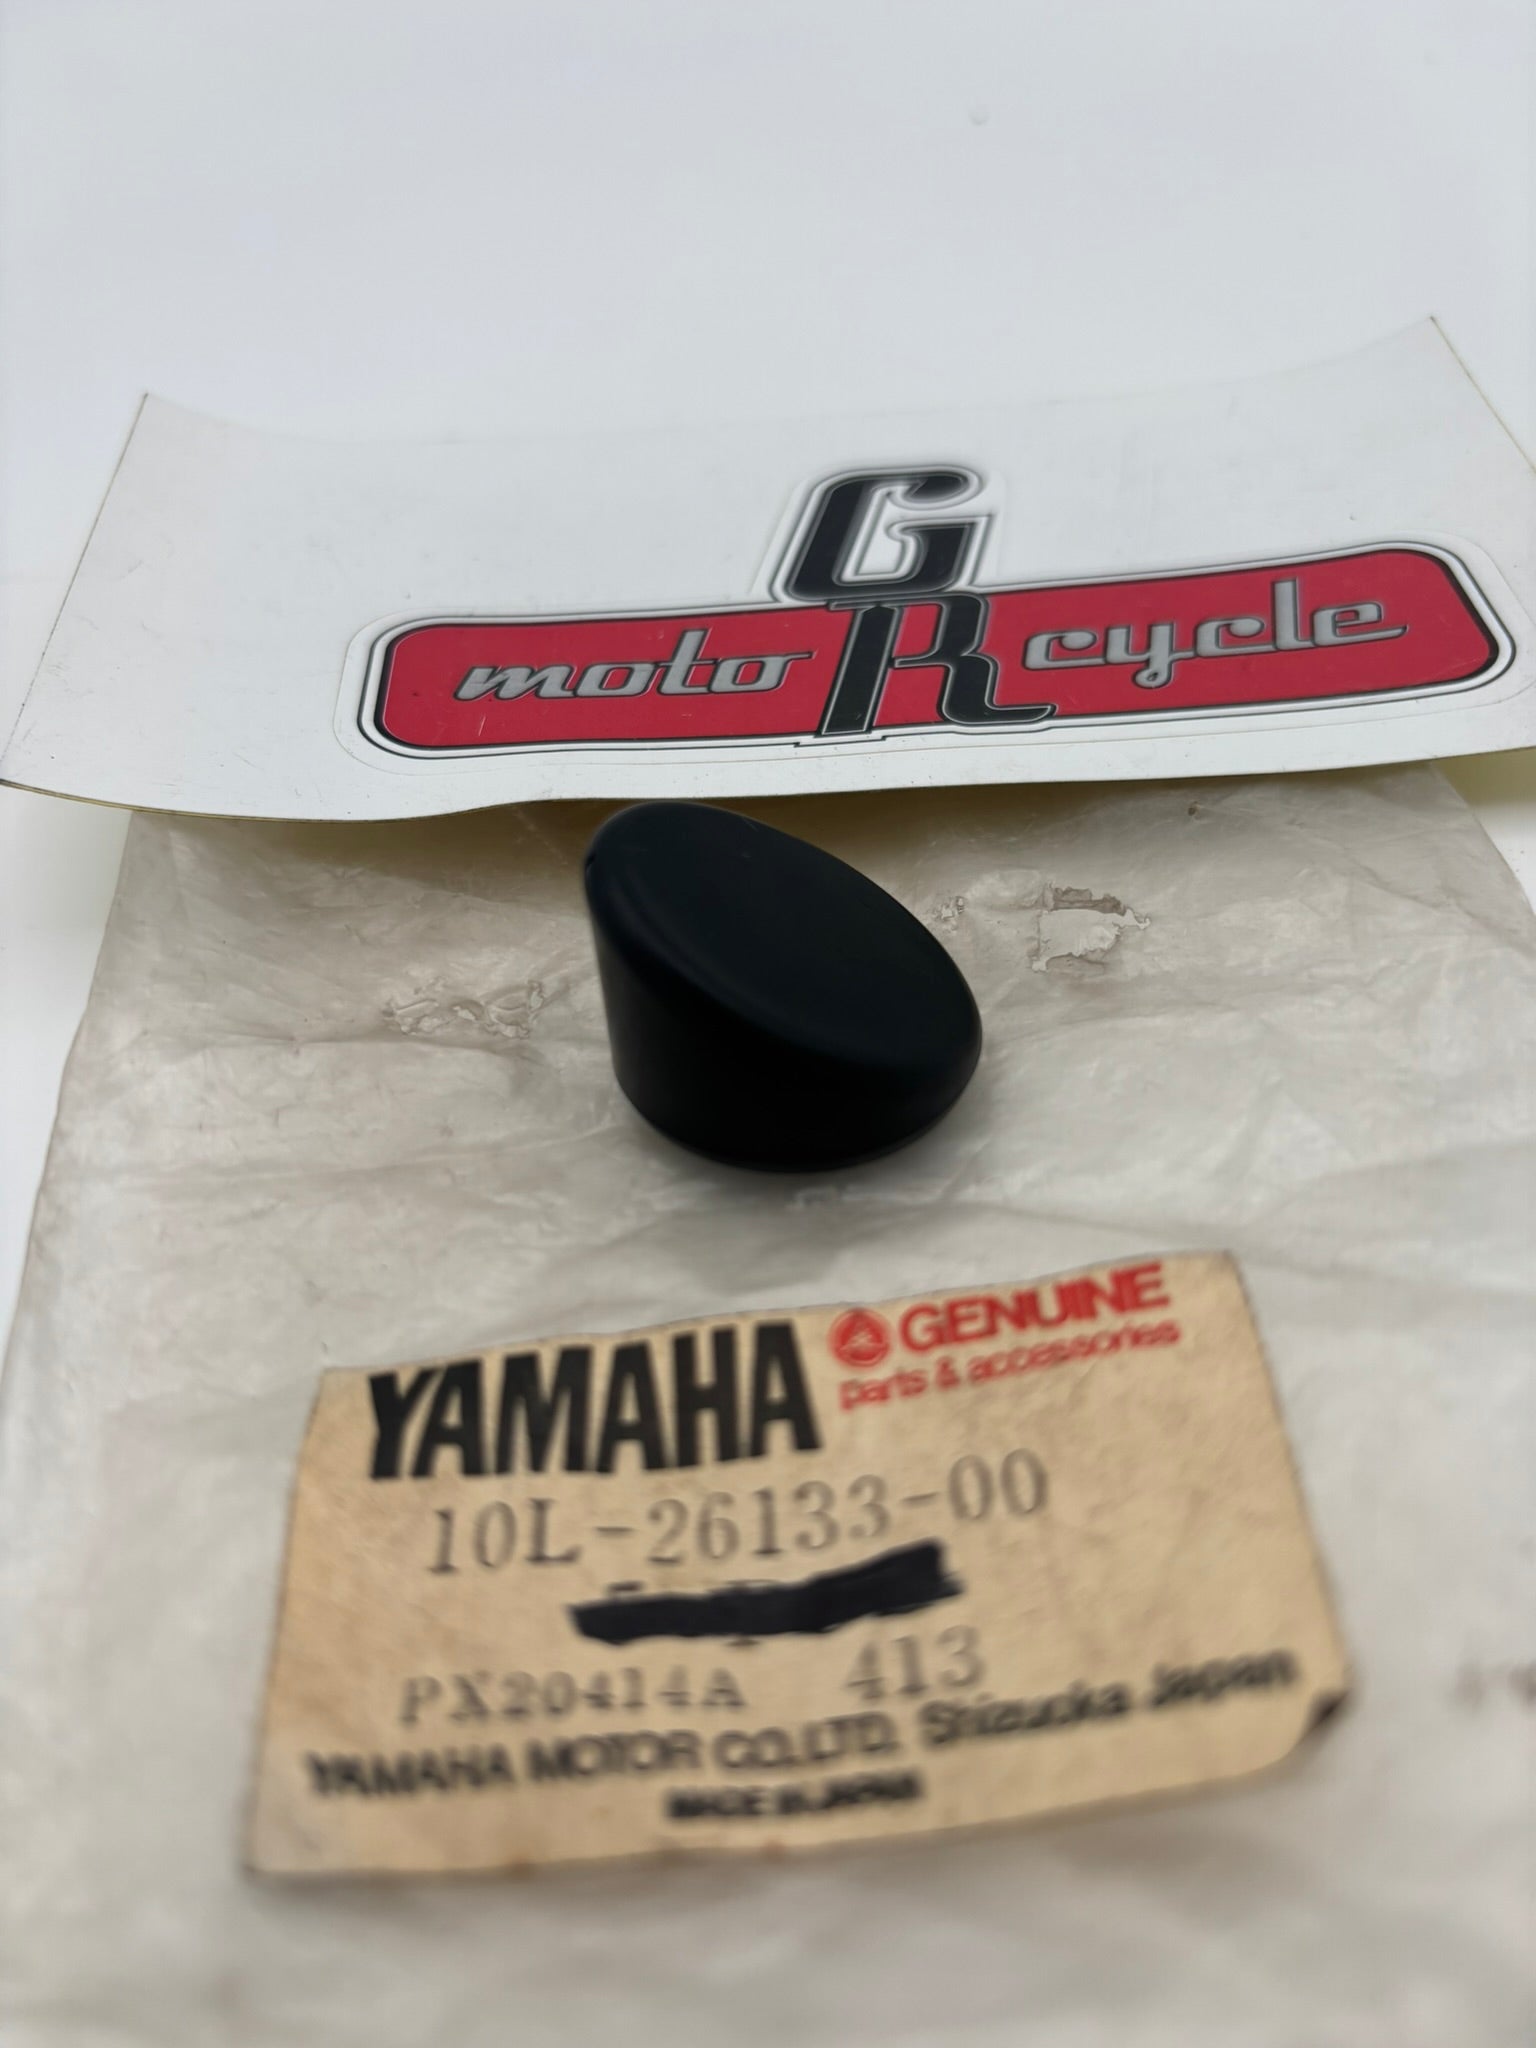 GR
moto cycle
YAMAHA GENUINE
parts & accessories
10L-26133-00
PX20414A 413
YAMAHA MOTOR CO.,LTD. Shizuoka Japan
MADE IN JAPAN